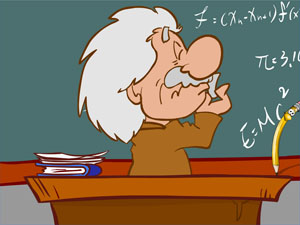 f = (xₙ - xₙ₊₁) f'(x
π = 3.1
E = MC²